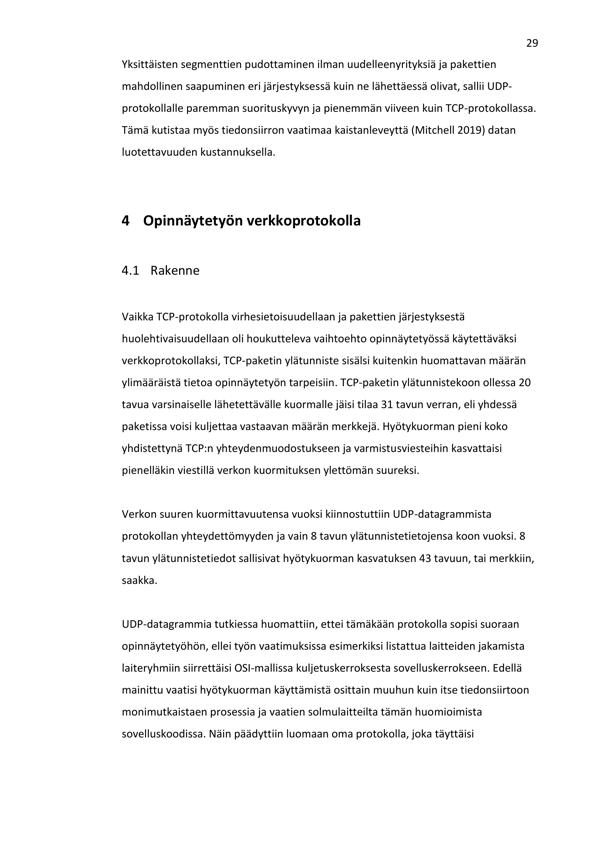 29
Yksittäisten segmenttien pudottaminen ilman uudelleenyrityksiä ja pakettien
mahdollinen saapuminen eri järjestyksessä kuin ne lähettäessä olivat, sallii UDP-
protokollalle paremman suorituskyvyn ja pienemmän viiveen kuin TCP-protokollassa.
Tämä kutistaa myös tiedonsiirron vaatimaa kaistanleveyttä (Mitchell 2019) datan
luotettavuuden kustannuksella.
4 Opinnäytetyön verkkoprotokolla
4.1 Rakenne
Vaikka TCP-protokolla virhesietoisuudellaan ja pakettien järjestyksestä
huolehtivaisuudellaan oli houkutteleva vaihtoehto opinnäytetyössä käytettäväksi
verkkoprotokollaksi, TCP-paketin ylätunniste sisälsi kuitenkin huomattavan määrän
ylimääräistä tietoa opinnäytetyön tarpeisiin. TCP-paketin ylätunnistekoon ollessa 20
tavua varsinaiselle lähetettävälle kuormalle jäisi tilaa 31 tavun verran, eli yhdessä
paketissa voisi kuljettaa vastaavan määrän merkkejä. Hyötykuorman pieni koko
yhdistettynä TCP:n yhteydenmuodostukseen ja varmistusviesteihin kasvattaisi
pienelläkin viestillä verkon kuormituksen ylettömän suureksi.
Verkon suuren kuormittavuutensa vuoksi kiinnostuttiin UDP-datagrammista
protokollan yhteydettömyyden ja vain 8 tavun ylätunnistetietojensa koon vuoksi. 8
tavun ylätunnistetiedot sallisivat hyötykuorman kasvatuksen 43 tavuun, tai merkkiin,
saakka.
UDP-datagrammia tutkiessa huomattiin, ettei tämäkään protokolla sopisi suoraan
opinnäytetyöhön, ellei työn vaatimuksissa esimerkiksi listattua laitteiden jakamista
laiteryhmiin siirrettäisi OSI-mallissa kuljetuskerroksesta sovelluskerrokseen. Edellä
mainittu vaatisi hyötykuorman käyttämistä osittain muuhun kuin itse tiedonsiirtoon
monimutkaistaen prosessia ja vaatien solmulaitteilta tämän huomioimista
sovelluskoodissa. Näin päädyttiin luomaan oma protokolla, joka täyttäisi